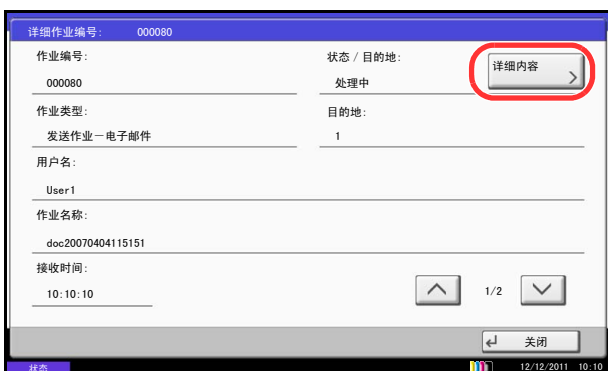 详细作业编号: 000080
作业编号: 状态 / 目的地:
详细内容
000080 处理中
作业类型: 目的地:
发送作业－电子邮件 1
用户名:
User1
作业名称:
doc20070404115151
接收时间:
10:10:10 1/2
关闭
状态 12/12/2011 10:10